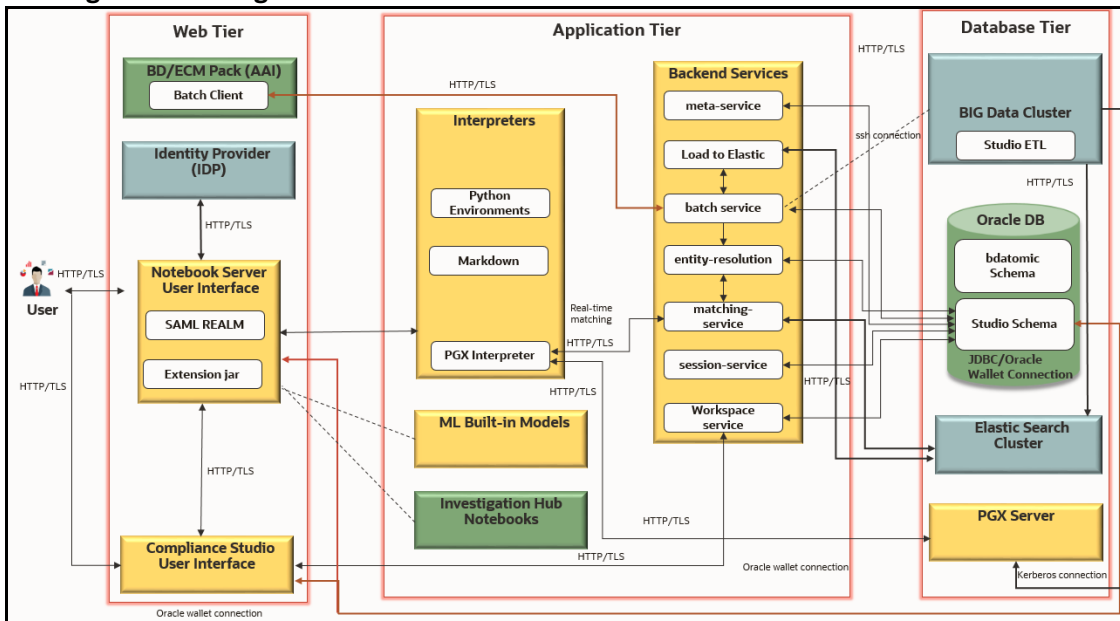 Web Tier
BD/ECM Pack (AAI)
Batch Client
Identity Provider
(IDP)
HTTP/TLS
HTTP/TLS
User
Notebook Server
User Interface
SAML REALM
Extension jar
HTTP/TLS
HTTP/TLS
Compliance Studio
User Interface
Oracle wallet connection
Application Tier
HTTP/TLS
Interpreters
Python
Environments
Markdown
PGX Interpreter
Real-time
matching
HTTP/TLS
HTTP/TLS
ML Built-in Models
Investigation Hub
Notebooks
HTTP/TLS
HTTP/TLS
Oracle wallet connection
Backend Services
meta-service
Load to Elastic
batch service
entity-resolution
matching-
service
session-service
HTTP/TLS
Workspace
service
HTTP/TLS
ssh connection
Database Tier
BIG Data Cluster
Studio ETL
HTTP/TLS
Oracle DB
bdatomic
Schema
Studio Schema
JDBC/Oracle
Wallet Connection
Elastic Search
Cluster
PGX Server
Kerberos connection